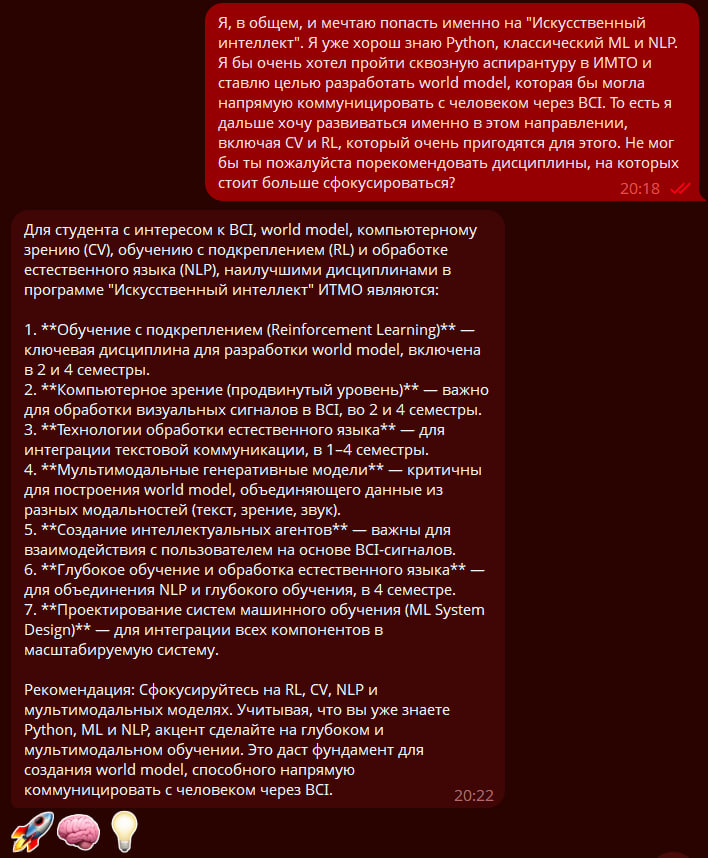 Я, в общем, и мечтаю попасть именно на "Искусственный
интеллект". Я уже хорош знаю Python, классический ML и NLP.
Я бы очень хотел пройти сквозную аспирантуру в ИМТО и
ставлю целью разработать world model, которая бы могла
напрямую коммуницировать с человеком через BCI. То есть я
дальше хочу развиваться именно в этом направлении,
включая CV и RL, который очень пригодятся для этого. Не мог
бы ты пожалуйста порекомендовать дисциплины, на которых
стоит больше сфокусироваться?
20:18
Для студента с интересом к BCI, world model, компьютерному
зрению (CV), обучению с подкреплением (RL) и обработке
естественного языка (NLP), наилучшими дисциплинами в
программе "Искусственный интеллект" ИТМО являются:
1. **Обучение с подкреплением (Reinforcement Learning)** —
ключевая дисциплина для разработки world model, включена
в 2 и 4 семестры.
2. **Компьютерное зрение (продвинутый уровень)** — важно
для обработки визуальных сигналов в BCI, во 2 и 4 семестры.
3. **Технологии обработки естественного языка** — для
интеграции текстовой коммуникации, в 1–4 семестры.
4. **Мультимодальные генеративные модели** — критичны
для построения world model, объединяющего данные из
разных модальностей (текст, зрение, звук).
5. **Создание интеллектуальных агентов** — важны для
взаимодействия с пользователем на основе BCI-сигналов.
6. **Глубокое обучение и обработка естественного языка** —
для объединения NLP и глубокого обучения, в 4 семестре.
7. **Проектирование систем машинного обучения (ML System
Design)** — для интеграции всех компонентов в
масштабируемую систему.
Рекомендация: Сфокусируйтесь на RL, CV, NLP и
мультимодальных моделях. Учитывая, что вы уже знаете
Python, ML и NLP, акцент сделайте на глубоком и
мультимодальном обучении. Это даст фундамент для
создания world model, способного напрямую
коммуницировать с человеком через BCI.
20:22